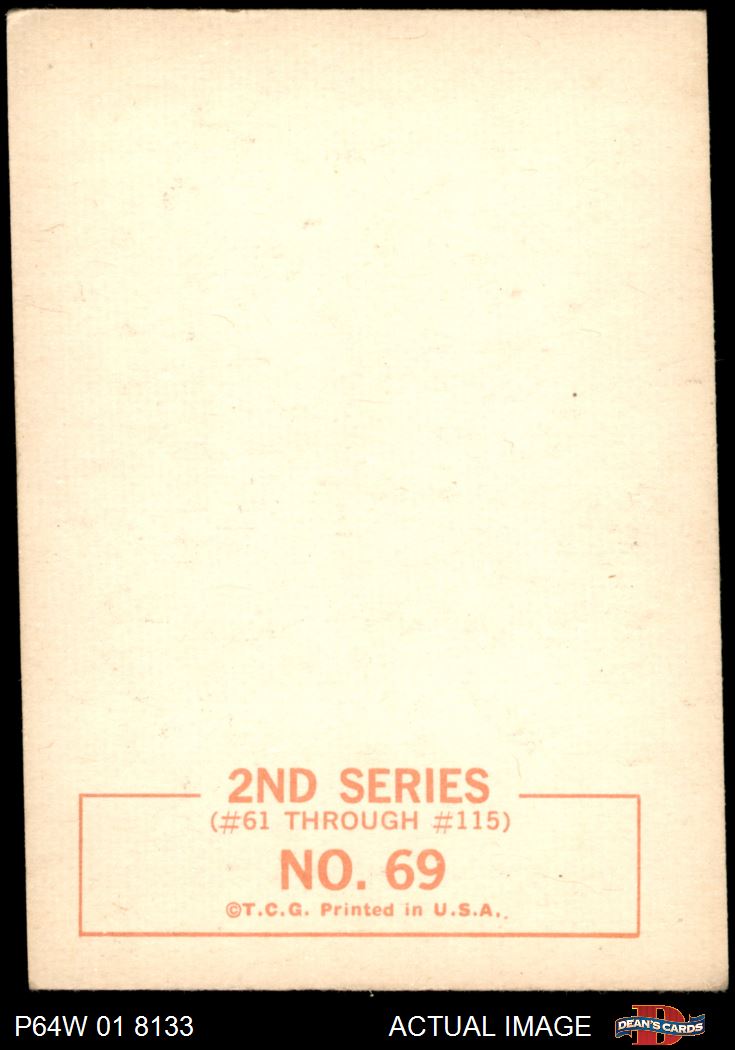 2ND SERIES
(#61 THROUGH #115)
NO. 69
©T.C.G. Printed in U.S.A.
P64W 01 8133
ACTUAL IMAGE
D
DEAN'S CARDS